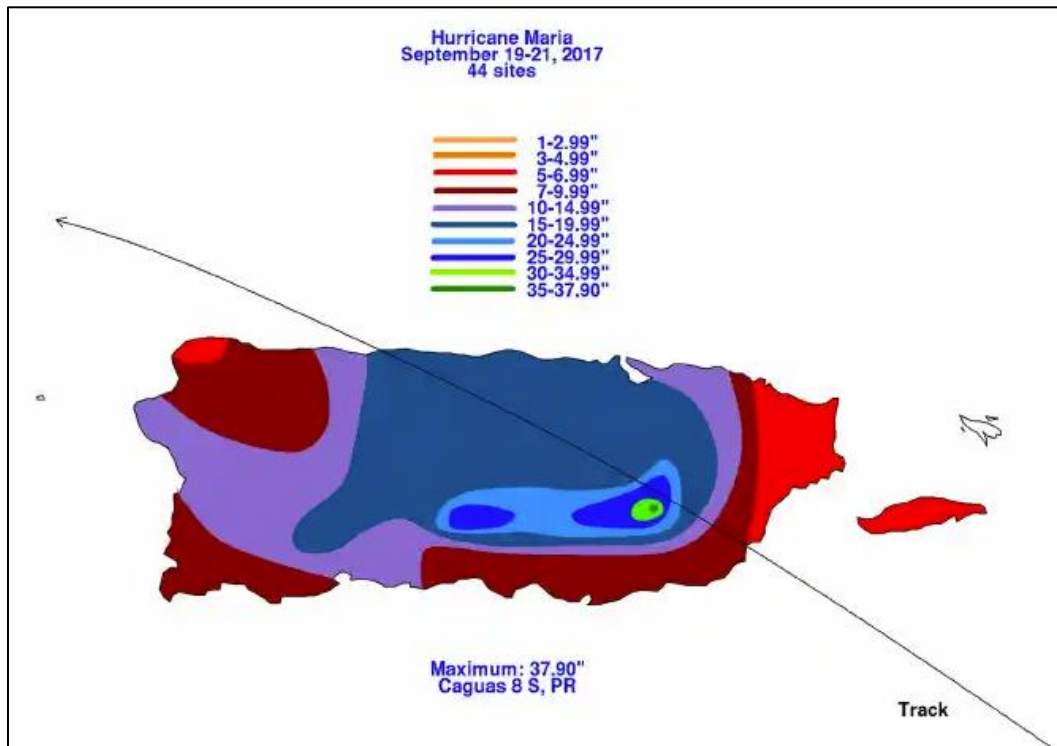 Hurricane Maria
September 19-21, 2017
44 sites
1-2.99"
3-4.99"
5-6.99"
7-9.99"
10-14.99"
15-19.99"
20-24.99"
25-29.99"
30-34.99"
35-37.90"
Maximum: 37.90"
Caguas 8 S, PR
Track